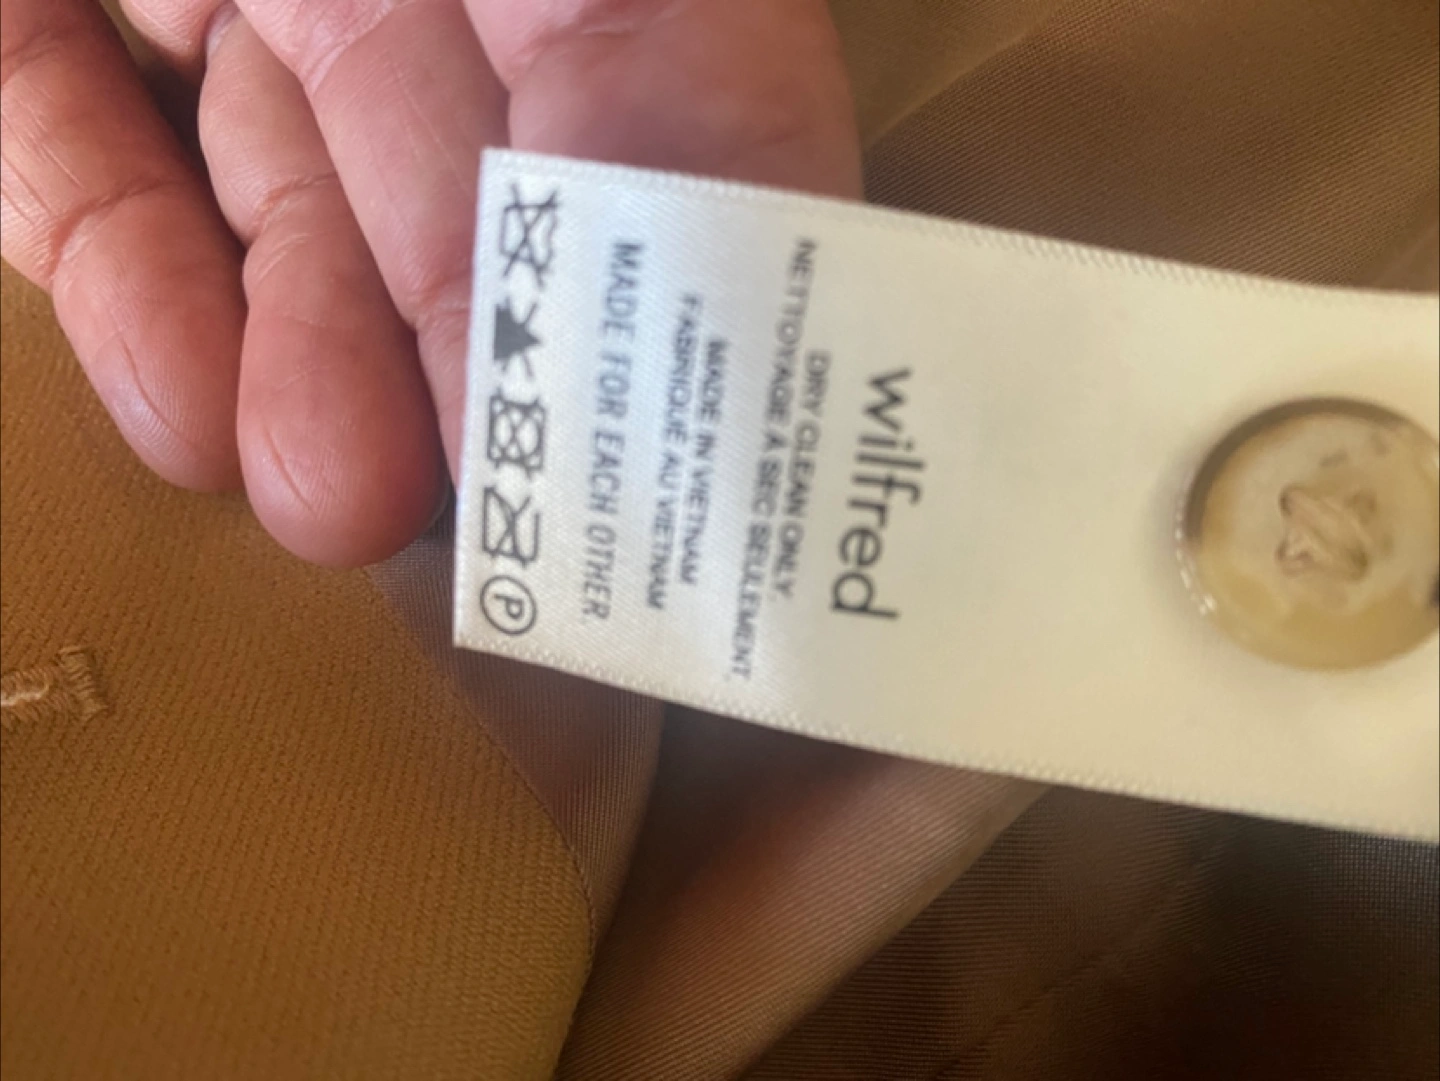 wilfred
DRY CLEAN ONLY.
NETTOYAGE À SEC SEULEMENT.
MADE IN VIETNAM
FABRIQUÉ AU VIETNAM
MADE FOR EACH OTHER.
P